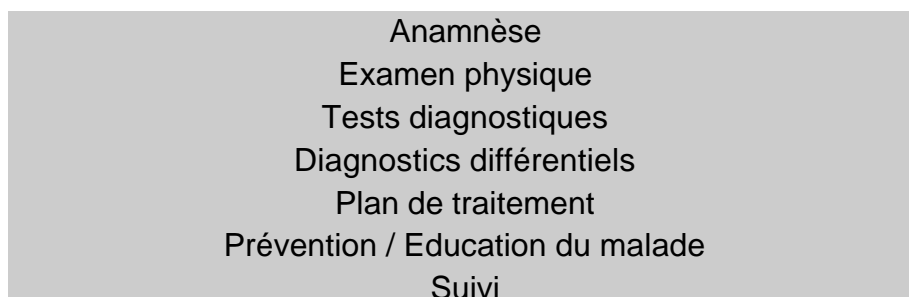 Anamnèse
Examen physique
Tests diagnostiques
Diagnostics différentiels
Plan de traitement
Prévention / Education du malade
Suivi